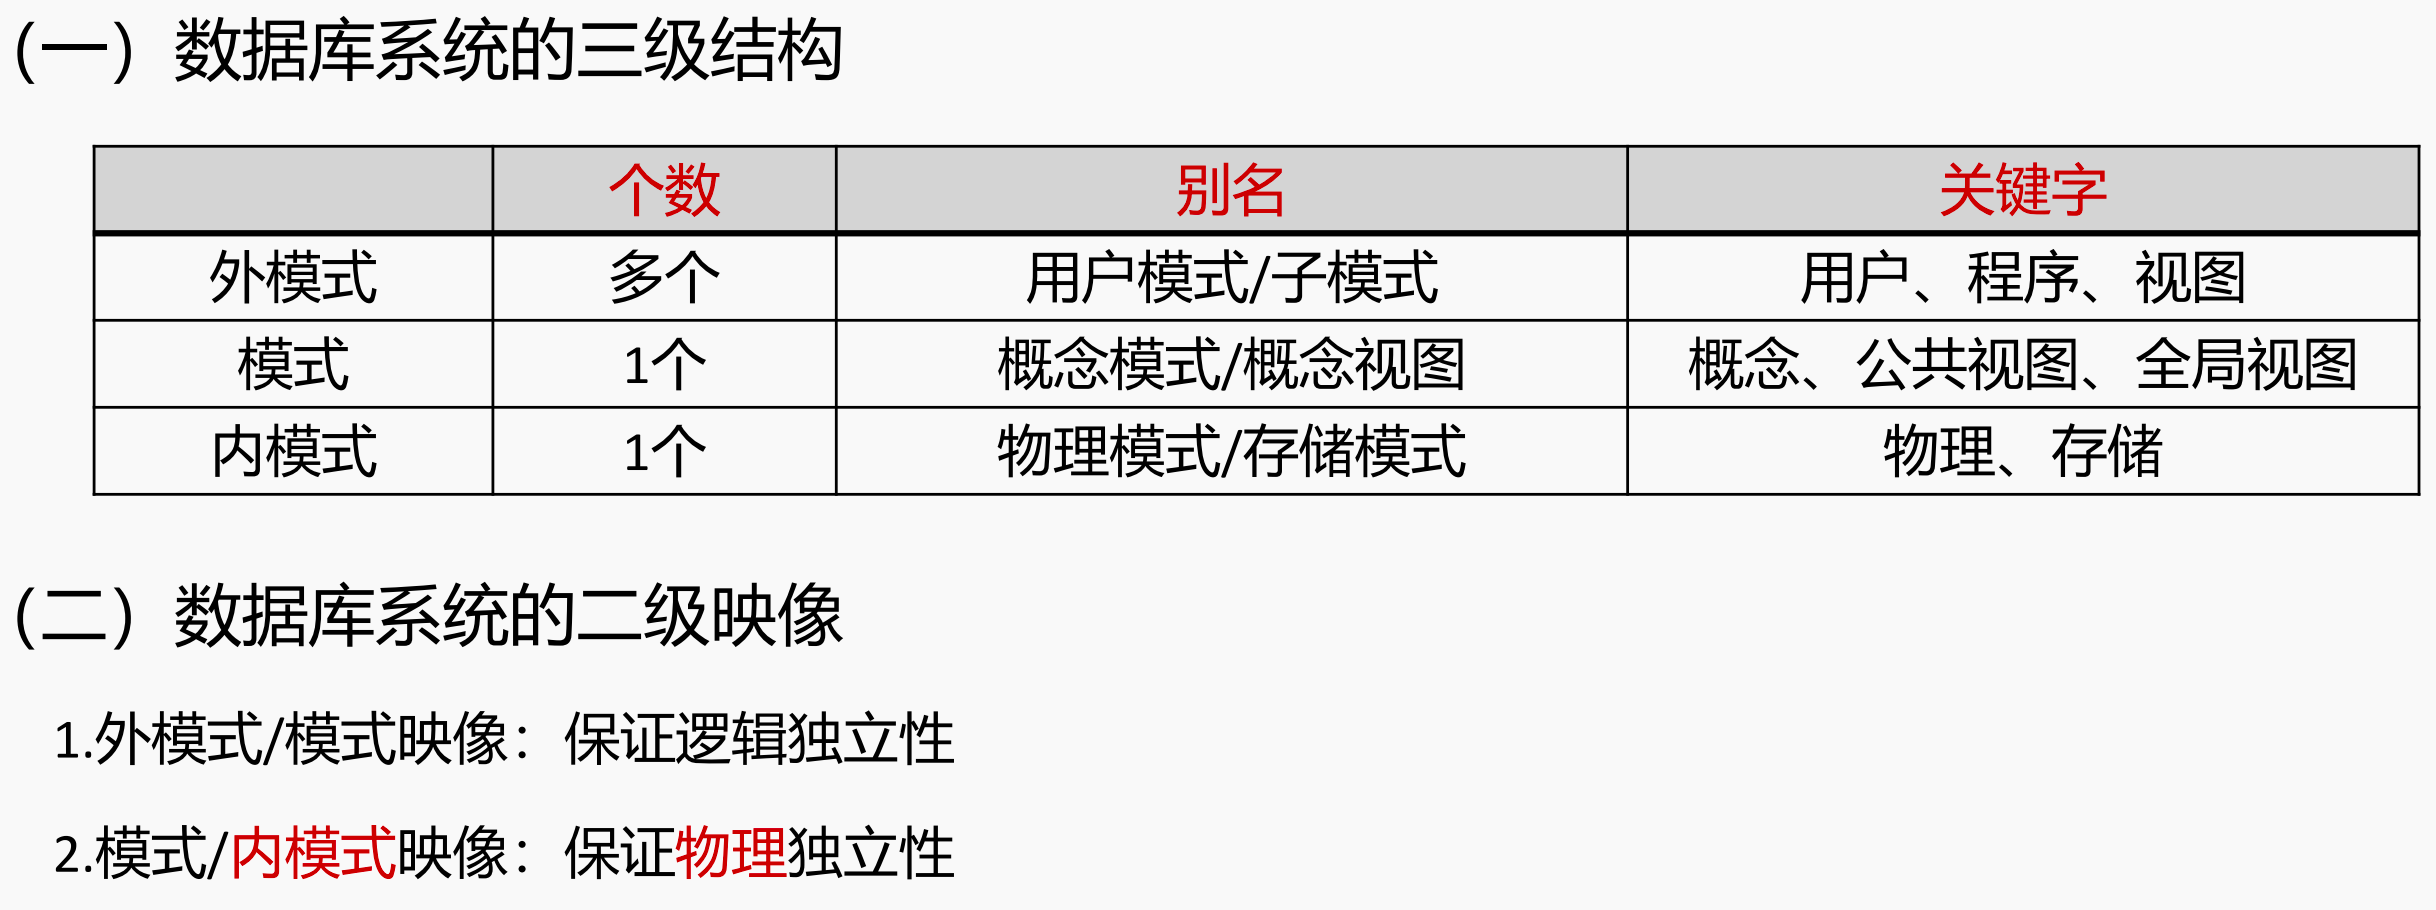 (一) 数据库系统的三级结构
个数 别名 关键字
外模式 多个 用户模式/子模式 用户、程序、视图
模式 1个 概念模式/概念视图 概念、公共视图、全局视图
内模式 1个 物理模式/存储模式 物理、存储
(二) 数据库系统的二级映像
1.外模式/模式映像：保证逻辑独立性
2.模式/内模式映像：保证物理独立性